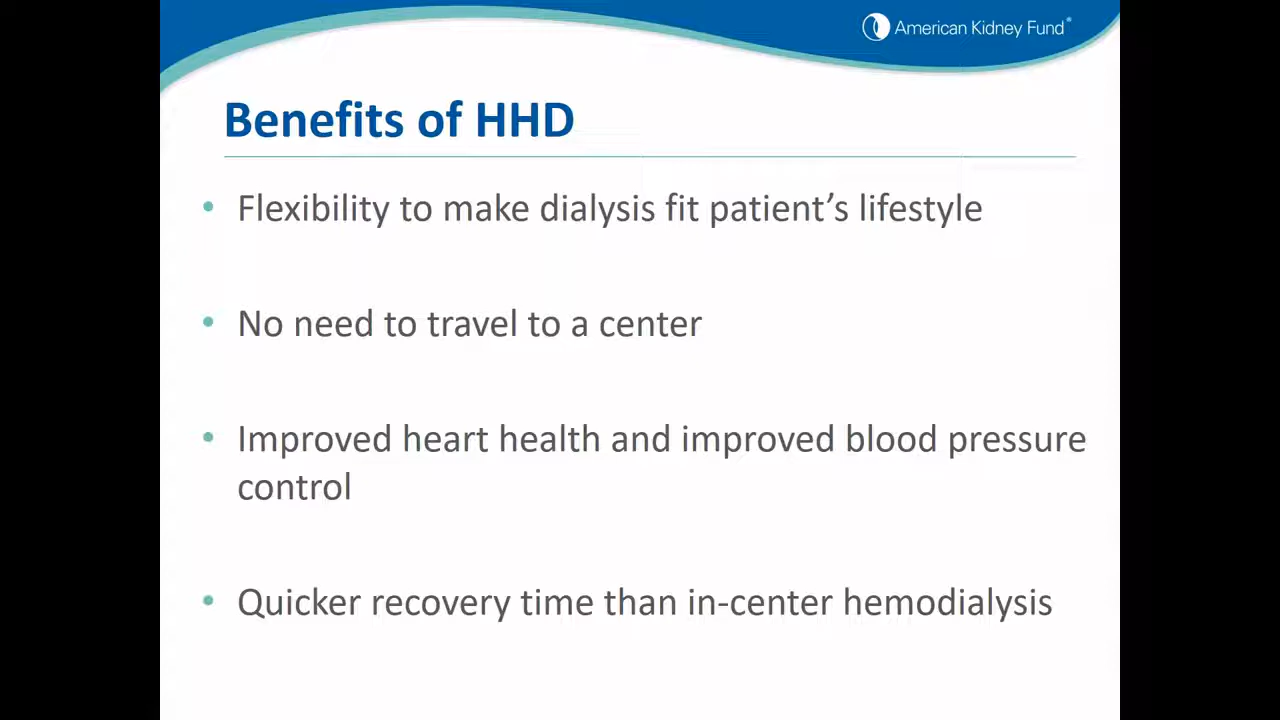 American Kidney Fund®
Benefits of HHD
• Flexibility to make dialysis fit patient’s lifestyle
• No need to travel to a center
• Improved heart health and improved blood pressure
control
• Quicker recovery time than in-center hemodialysis